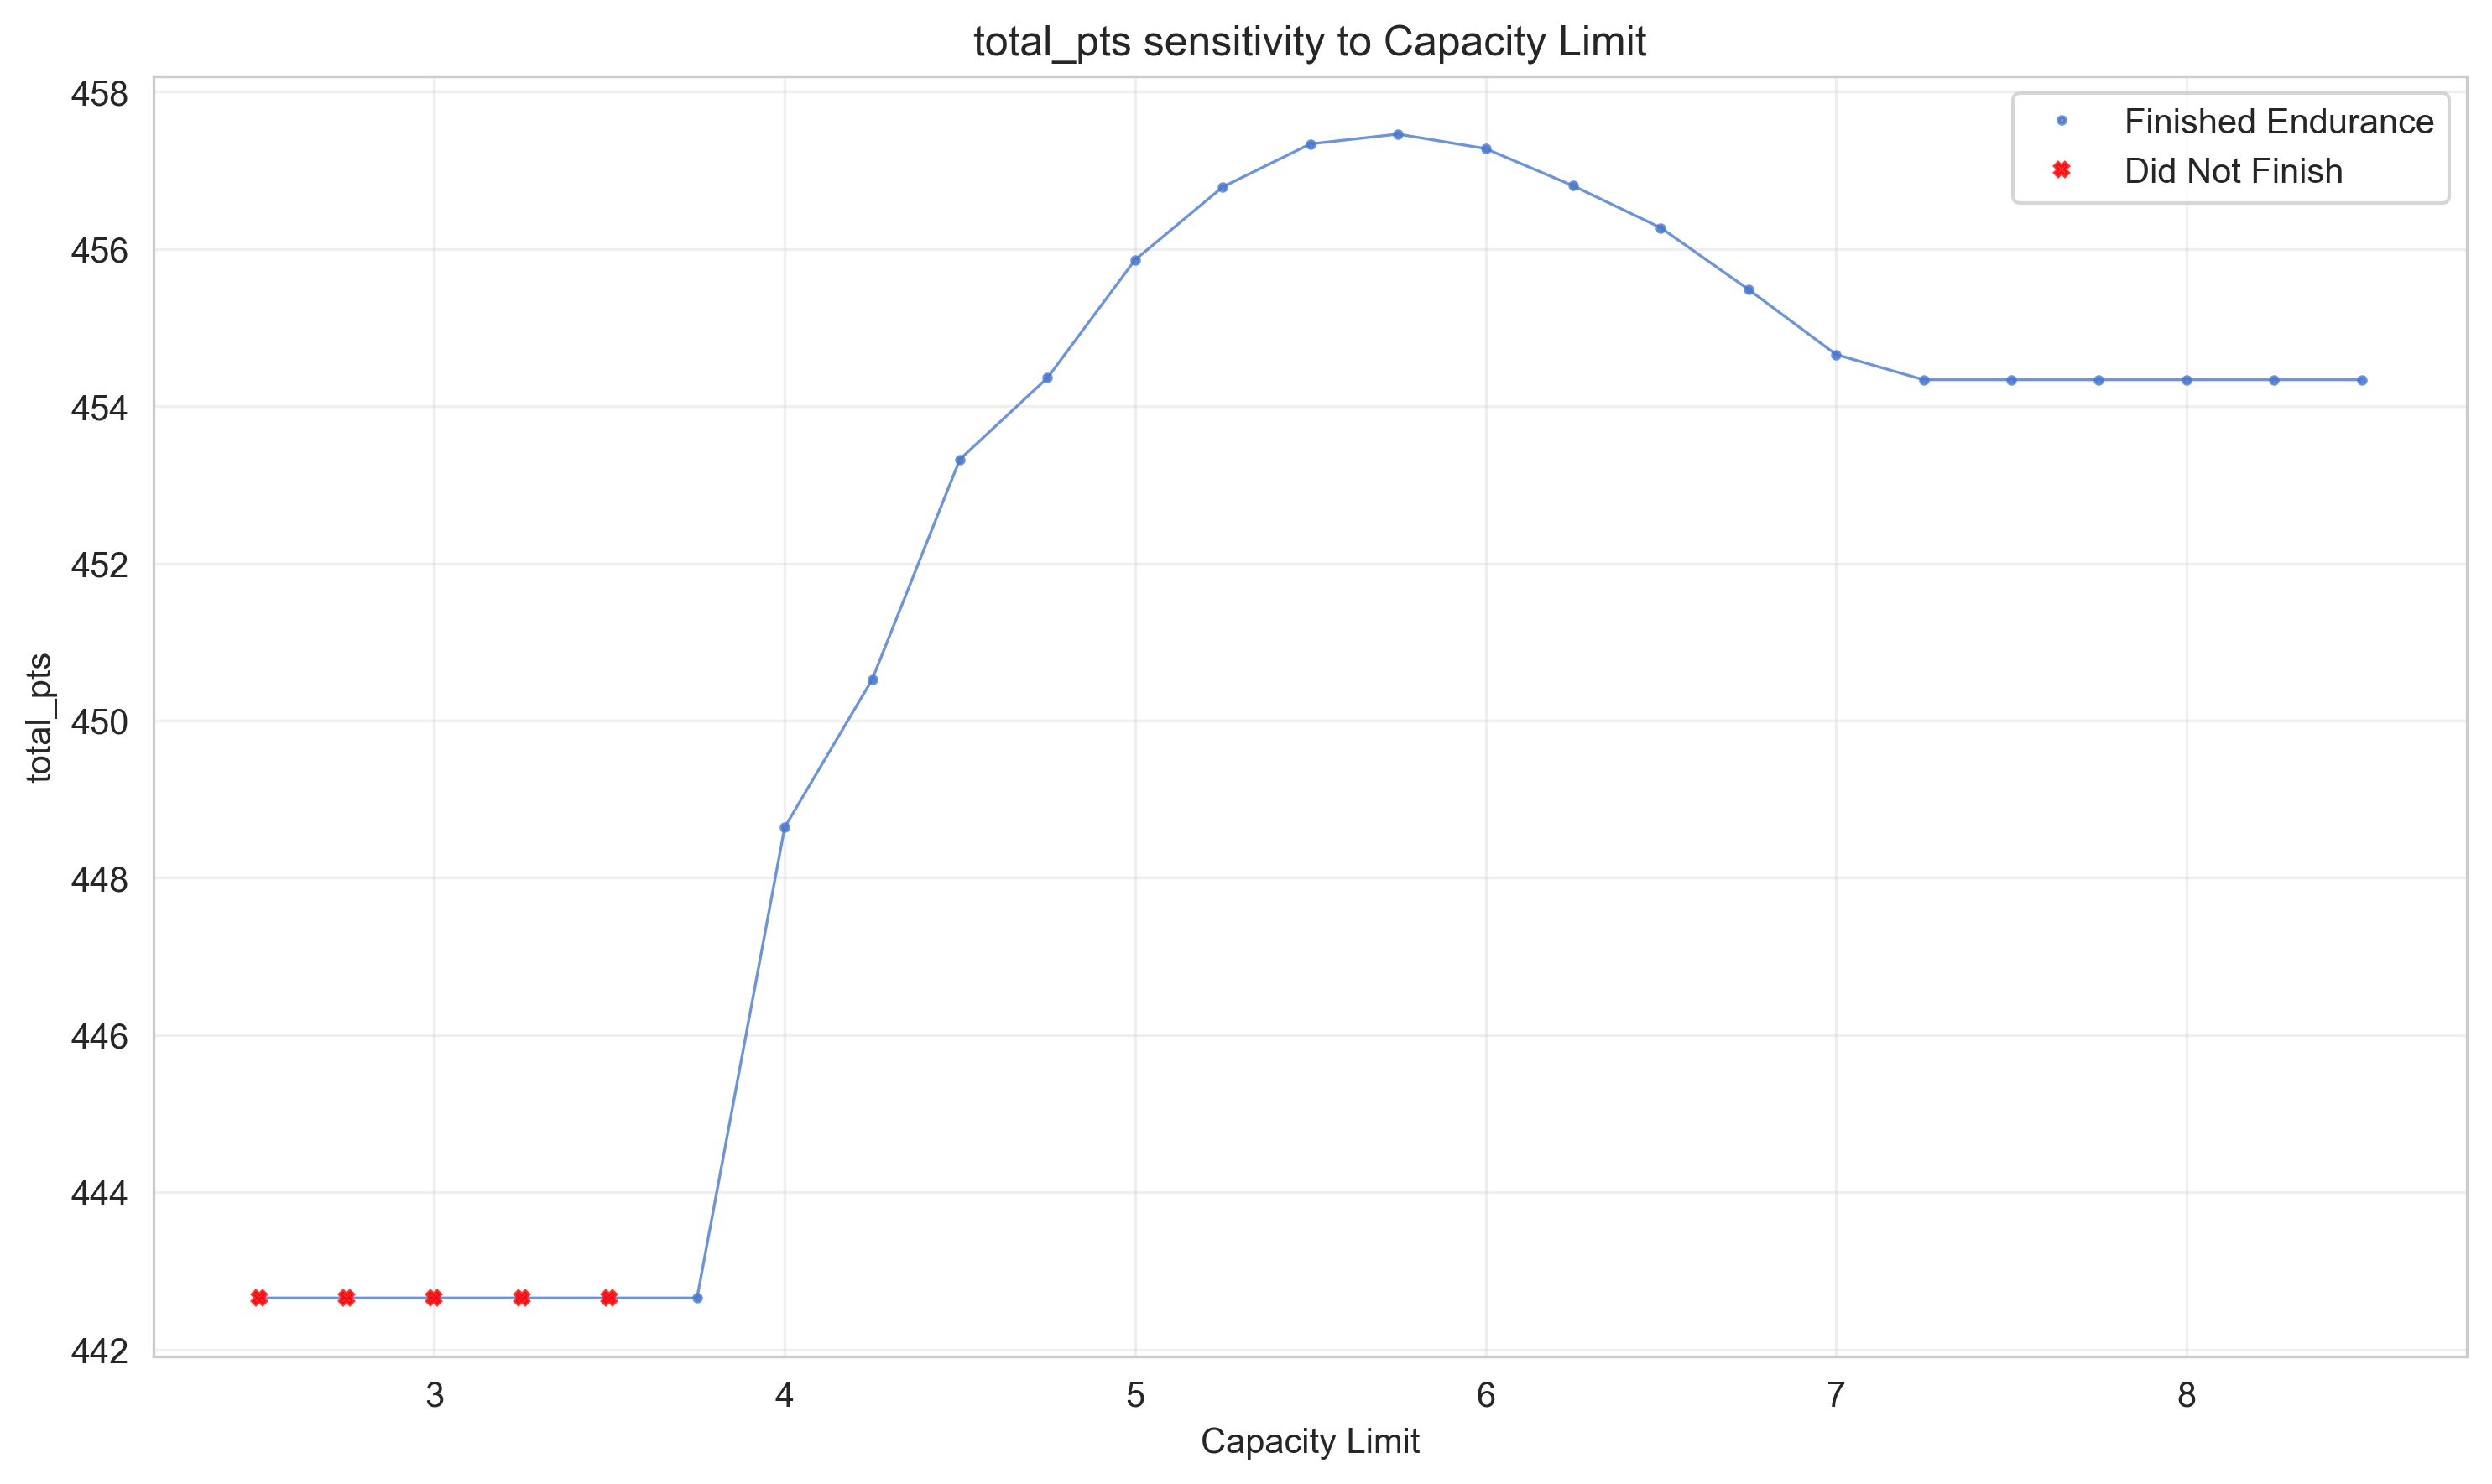 total_pts sensitivity to Capacity Limit
458
456
454
452
450
448
446
444
442
total_pts
Finished Endurance
Did Not Finish
3 4 5 6 7 8
Capacity Limit